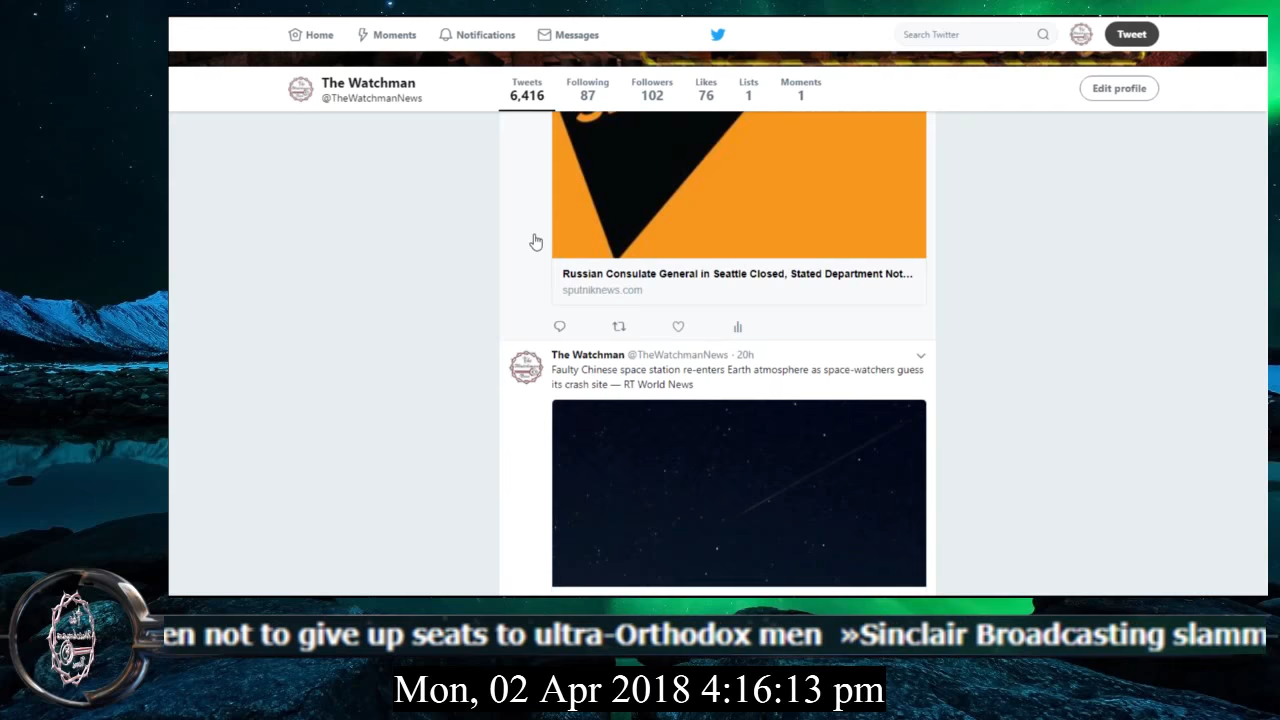 Home Moments Notifications Messages Search Twitter Tweet
The Watchman
@TheWatchmanNews
Tweets Following Followers Likes Lists Moments
6,416 87 102 76 1 1
Edit profile
Russian Consulate General in Seattle Closed, Stated Department Not...
sputniknews.com
The Watchman @TheWatchmanNews · 20h
Faulty Chinese space station re-enters Earth atmosphere as space-watchers guess
its crash site — RT World News
en not to give up seats to ultra-Orthodox men »Sinclair Broadcasting slamm
Mon, 02 Apr 2018 4:16:13 pm